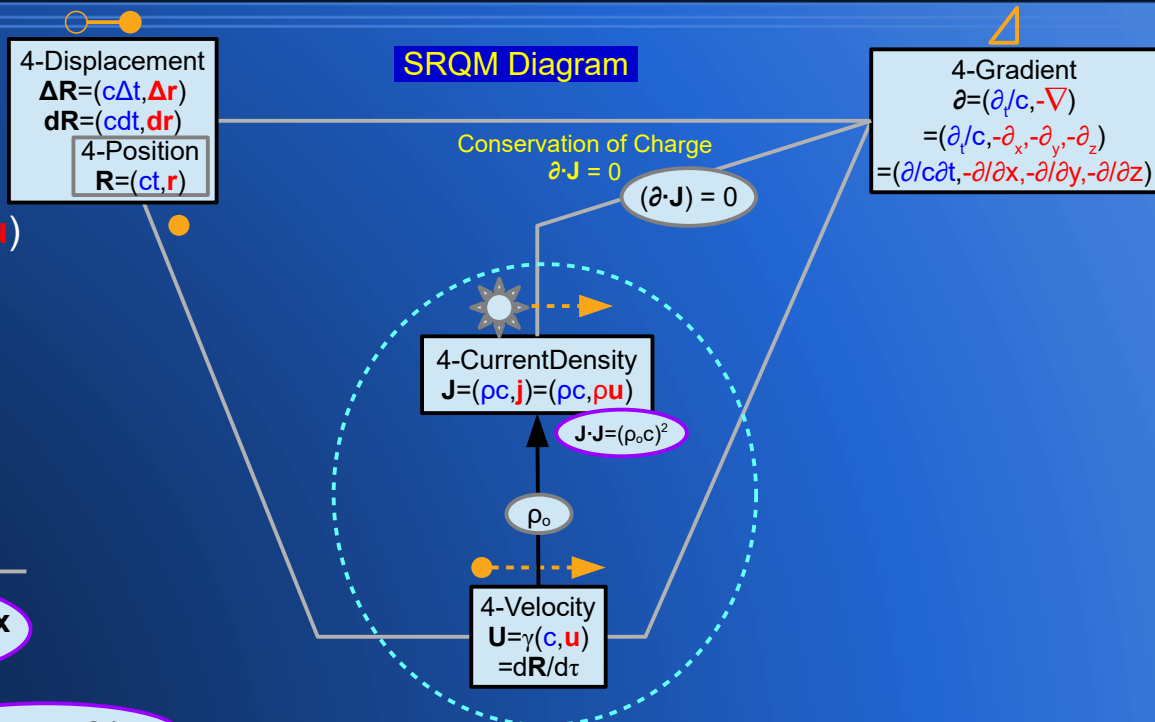 SRQM Diagram
4-Displacement
ΔR=(cΔt,Δr)
dR=(cdt,dr)
4-Position
R=(ct,r)
4-Gradient
∂=(∂ₜ/c,-∇)
=(∂ₜ/c,-∂ₓ,-∂ᵧ,-∂_z)
=(∂/c∂t,-∂/∂x,-∂/∂y,-∂/∂z)
Conservation of Charge
∂·J = 0
(∂·J) = 0
u)
4-CurrentDensity
J=(ρc,j)=(ρc,ρu)
J·J=(ρₒc)²
ρₒ
4-Velocity
U=γ(c,u)
=dR/dτ
x